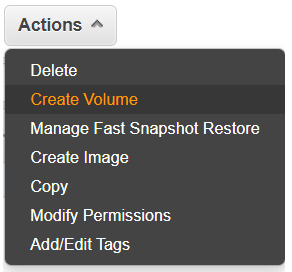 Actions
Delete
Create Volume
Manage Fast Snapshot Restore
Create Image
Copy
Modify Permissions
Add/Edit Tags